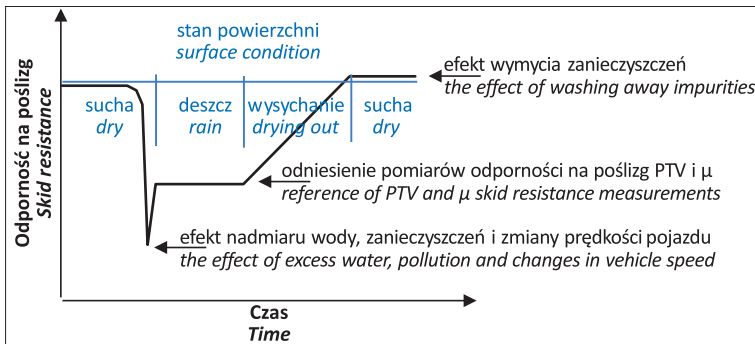 Odporność na poślizg
Skid resistance
stan powierzchni
surface condition
sucha
dry
deszcz
rain
wysychanie
drying out
sucha
dry
efekt wymycia zanieczyszczeń
the effect of washing away impurities
odniesienie pomiarów odporności na poślizg PTV i μ
reference of PTV and μ skid resistance measurements
efekt nadmiaru wody, zanieczyszczeń i zmiany prędkości pojazdu
the effect of excess water, pollution and changes in vehicle speed
Czas
Time